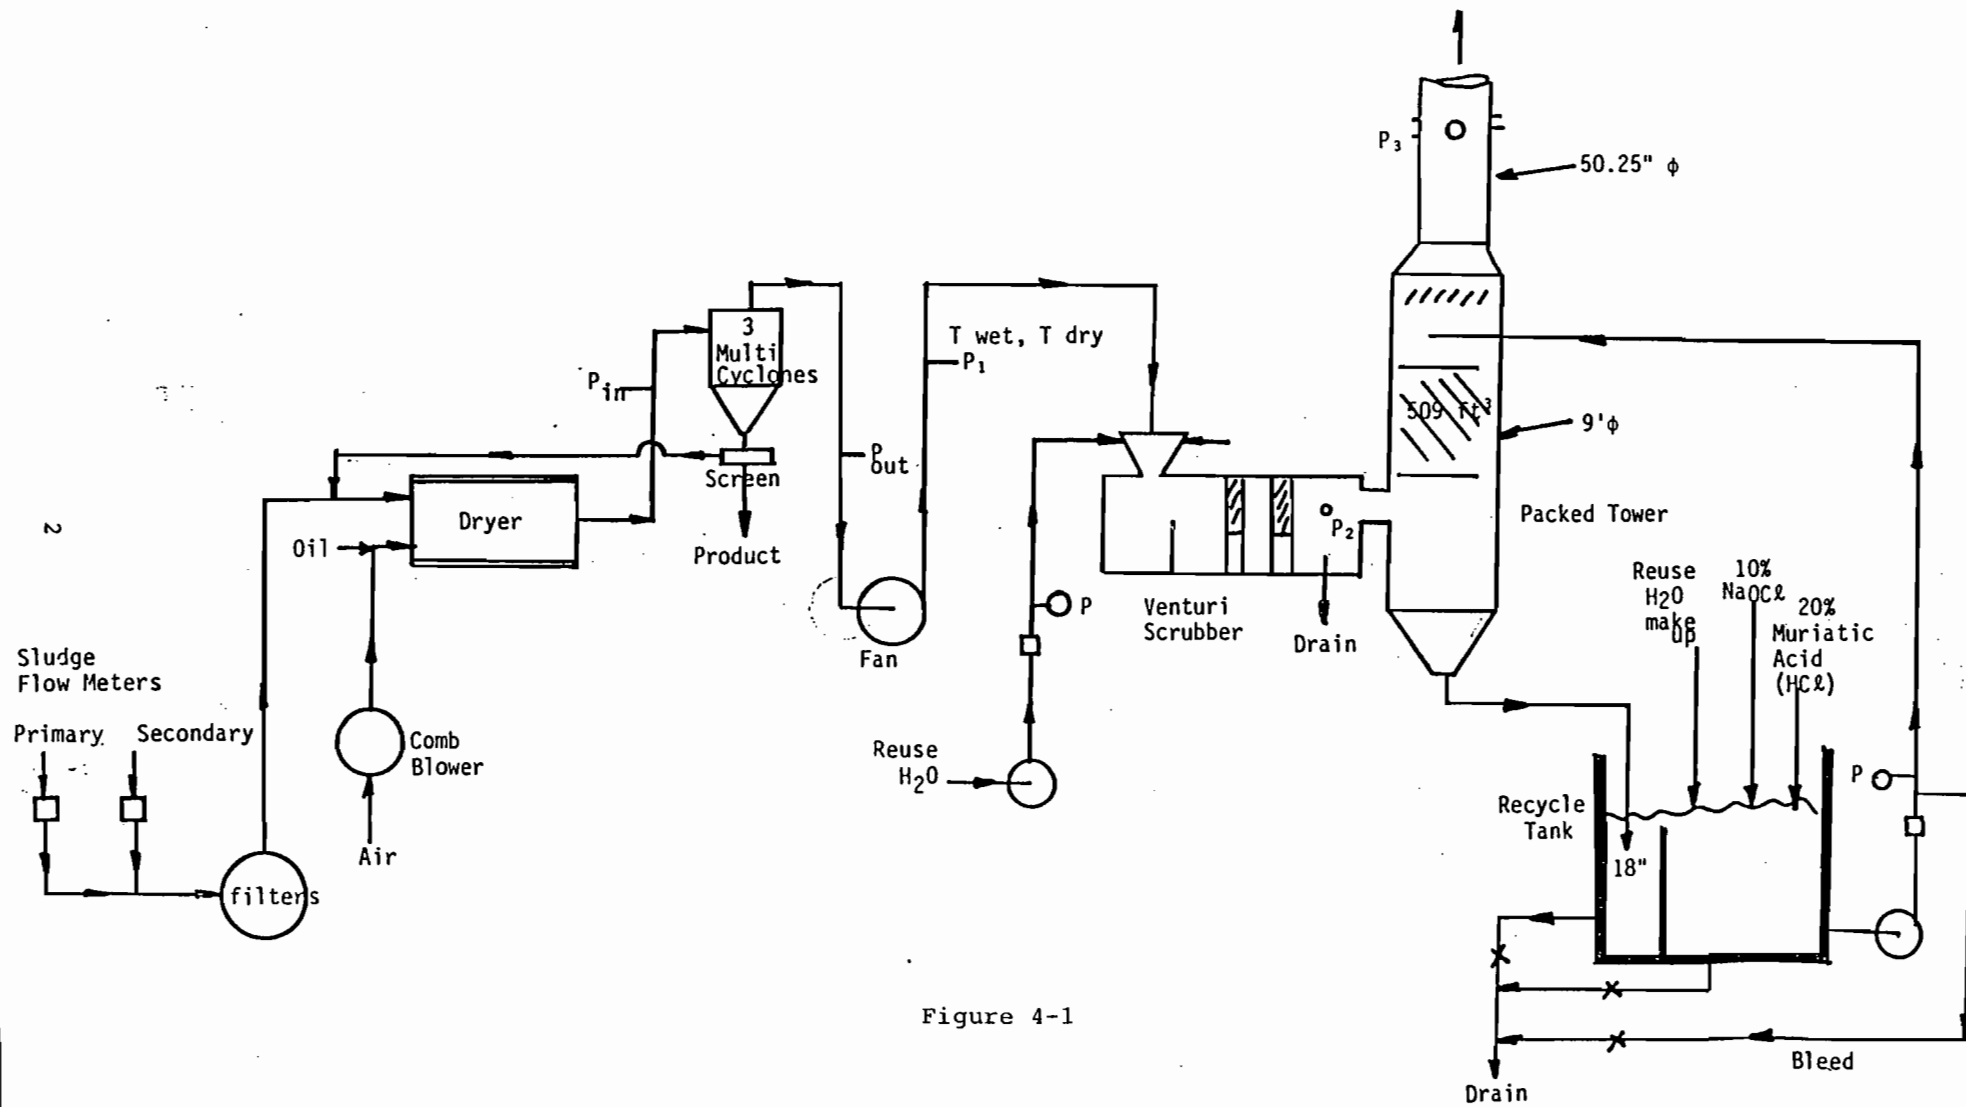 P₃
50.25" φ
3
Multi
Cyclones
T wet, T dry
P₁
P in
509 ft³
9'φ
P out
Screen
Packed Tower
Dryer
P₂
2
Oil
Product
Reuse
H₂O
make
up
10%
NaOCℓ
20%
Muriatic
Acid
(HCℓ)
P
Venturi
Scrubber
Drain
Fan
Sludge
Flow Meters
Primary
Secondary
Comb
Blower
Reuse
H₂O
P
Recycle
Tank
Air
18"
filters
Figure 4-1
Bleed
Drain